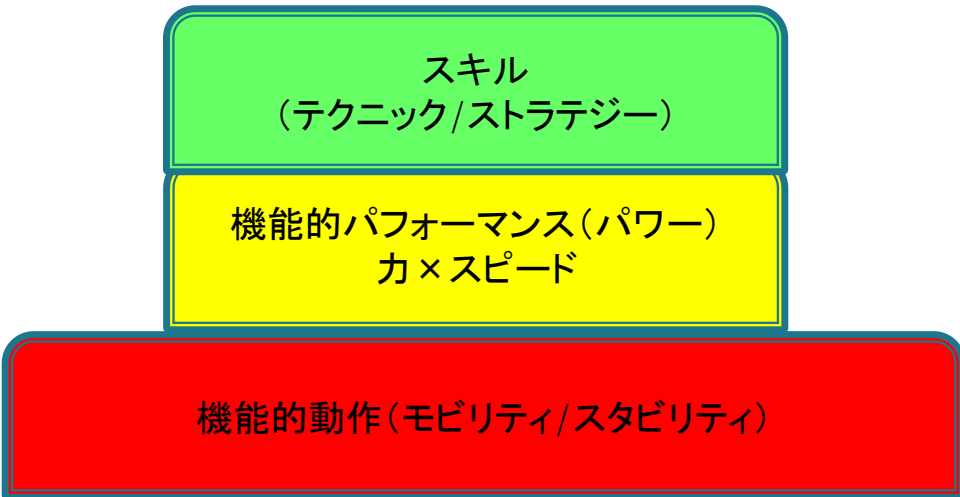 スキル
(テクニック/ストラテジー)
機能的パフォーマンス(パワー)
力×スピード
機能的動作(モビリティ/スタビリティ)